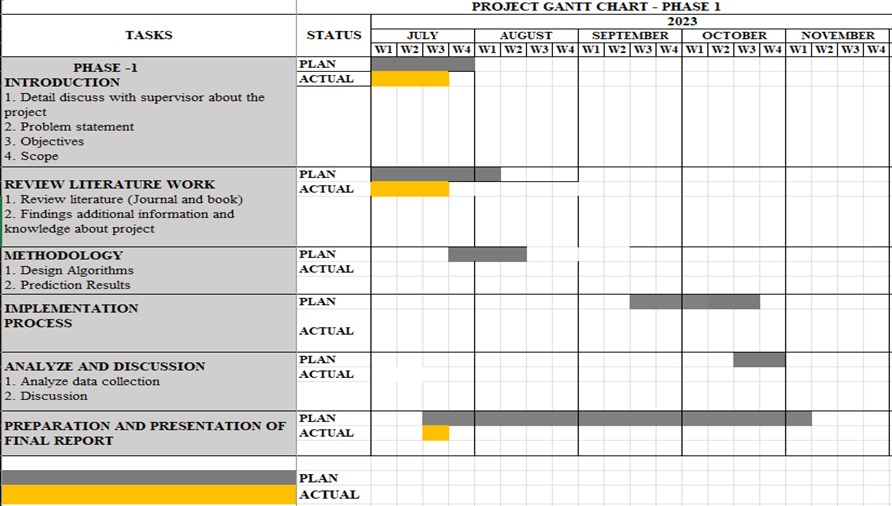 PROJECT GANTT CHART - PHASE 1
TASKS STATUS 2023
JULY AUGUST SEPTEMBER OCTOBER NOVEMBER
W1 W2 W3 W4 W1 W2 W3 W4 W1 W2 W3 W4 W1 W2 W3 W4 W1 W2 W3 W4
PHASE -1 PLAN
INTRODUCTION ACTUAL
1. Detail discuss with supervisor about the
project
2. Problem statement
3. Objectives
4. Scope
PLAN
REVIEW LITERATURE WORK ACTUAL
1. Review literature (Journal and book)
2. Findings additional information and
knowledge about project
METHODOLOGY PLAN
1. Design Algorithms ACTUAL
2. Prediction Results
IMPLEMENTATION PLAN
PROCESS ACTUAL
PLAN
ANALYZE AND DISCUSSION ACTUAL
1. Analyze data collection
2. Discussion
PLAN
PREPARATION AND PRESENTATION OF ACTUAL
FINAL REPORT
PLAN
ACTUAL